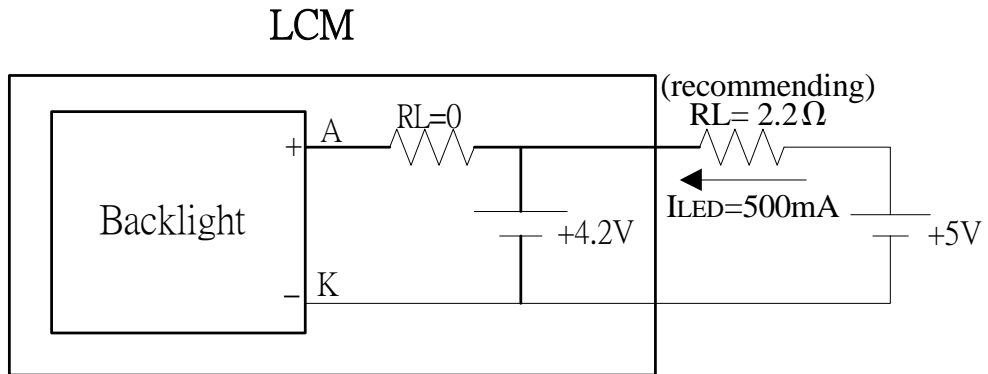 LCM
(recommending)
RL=0
RL= 2.2Ω
A
+
ILED=500mA
Backlight
+4.2V
+5V
K
−